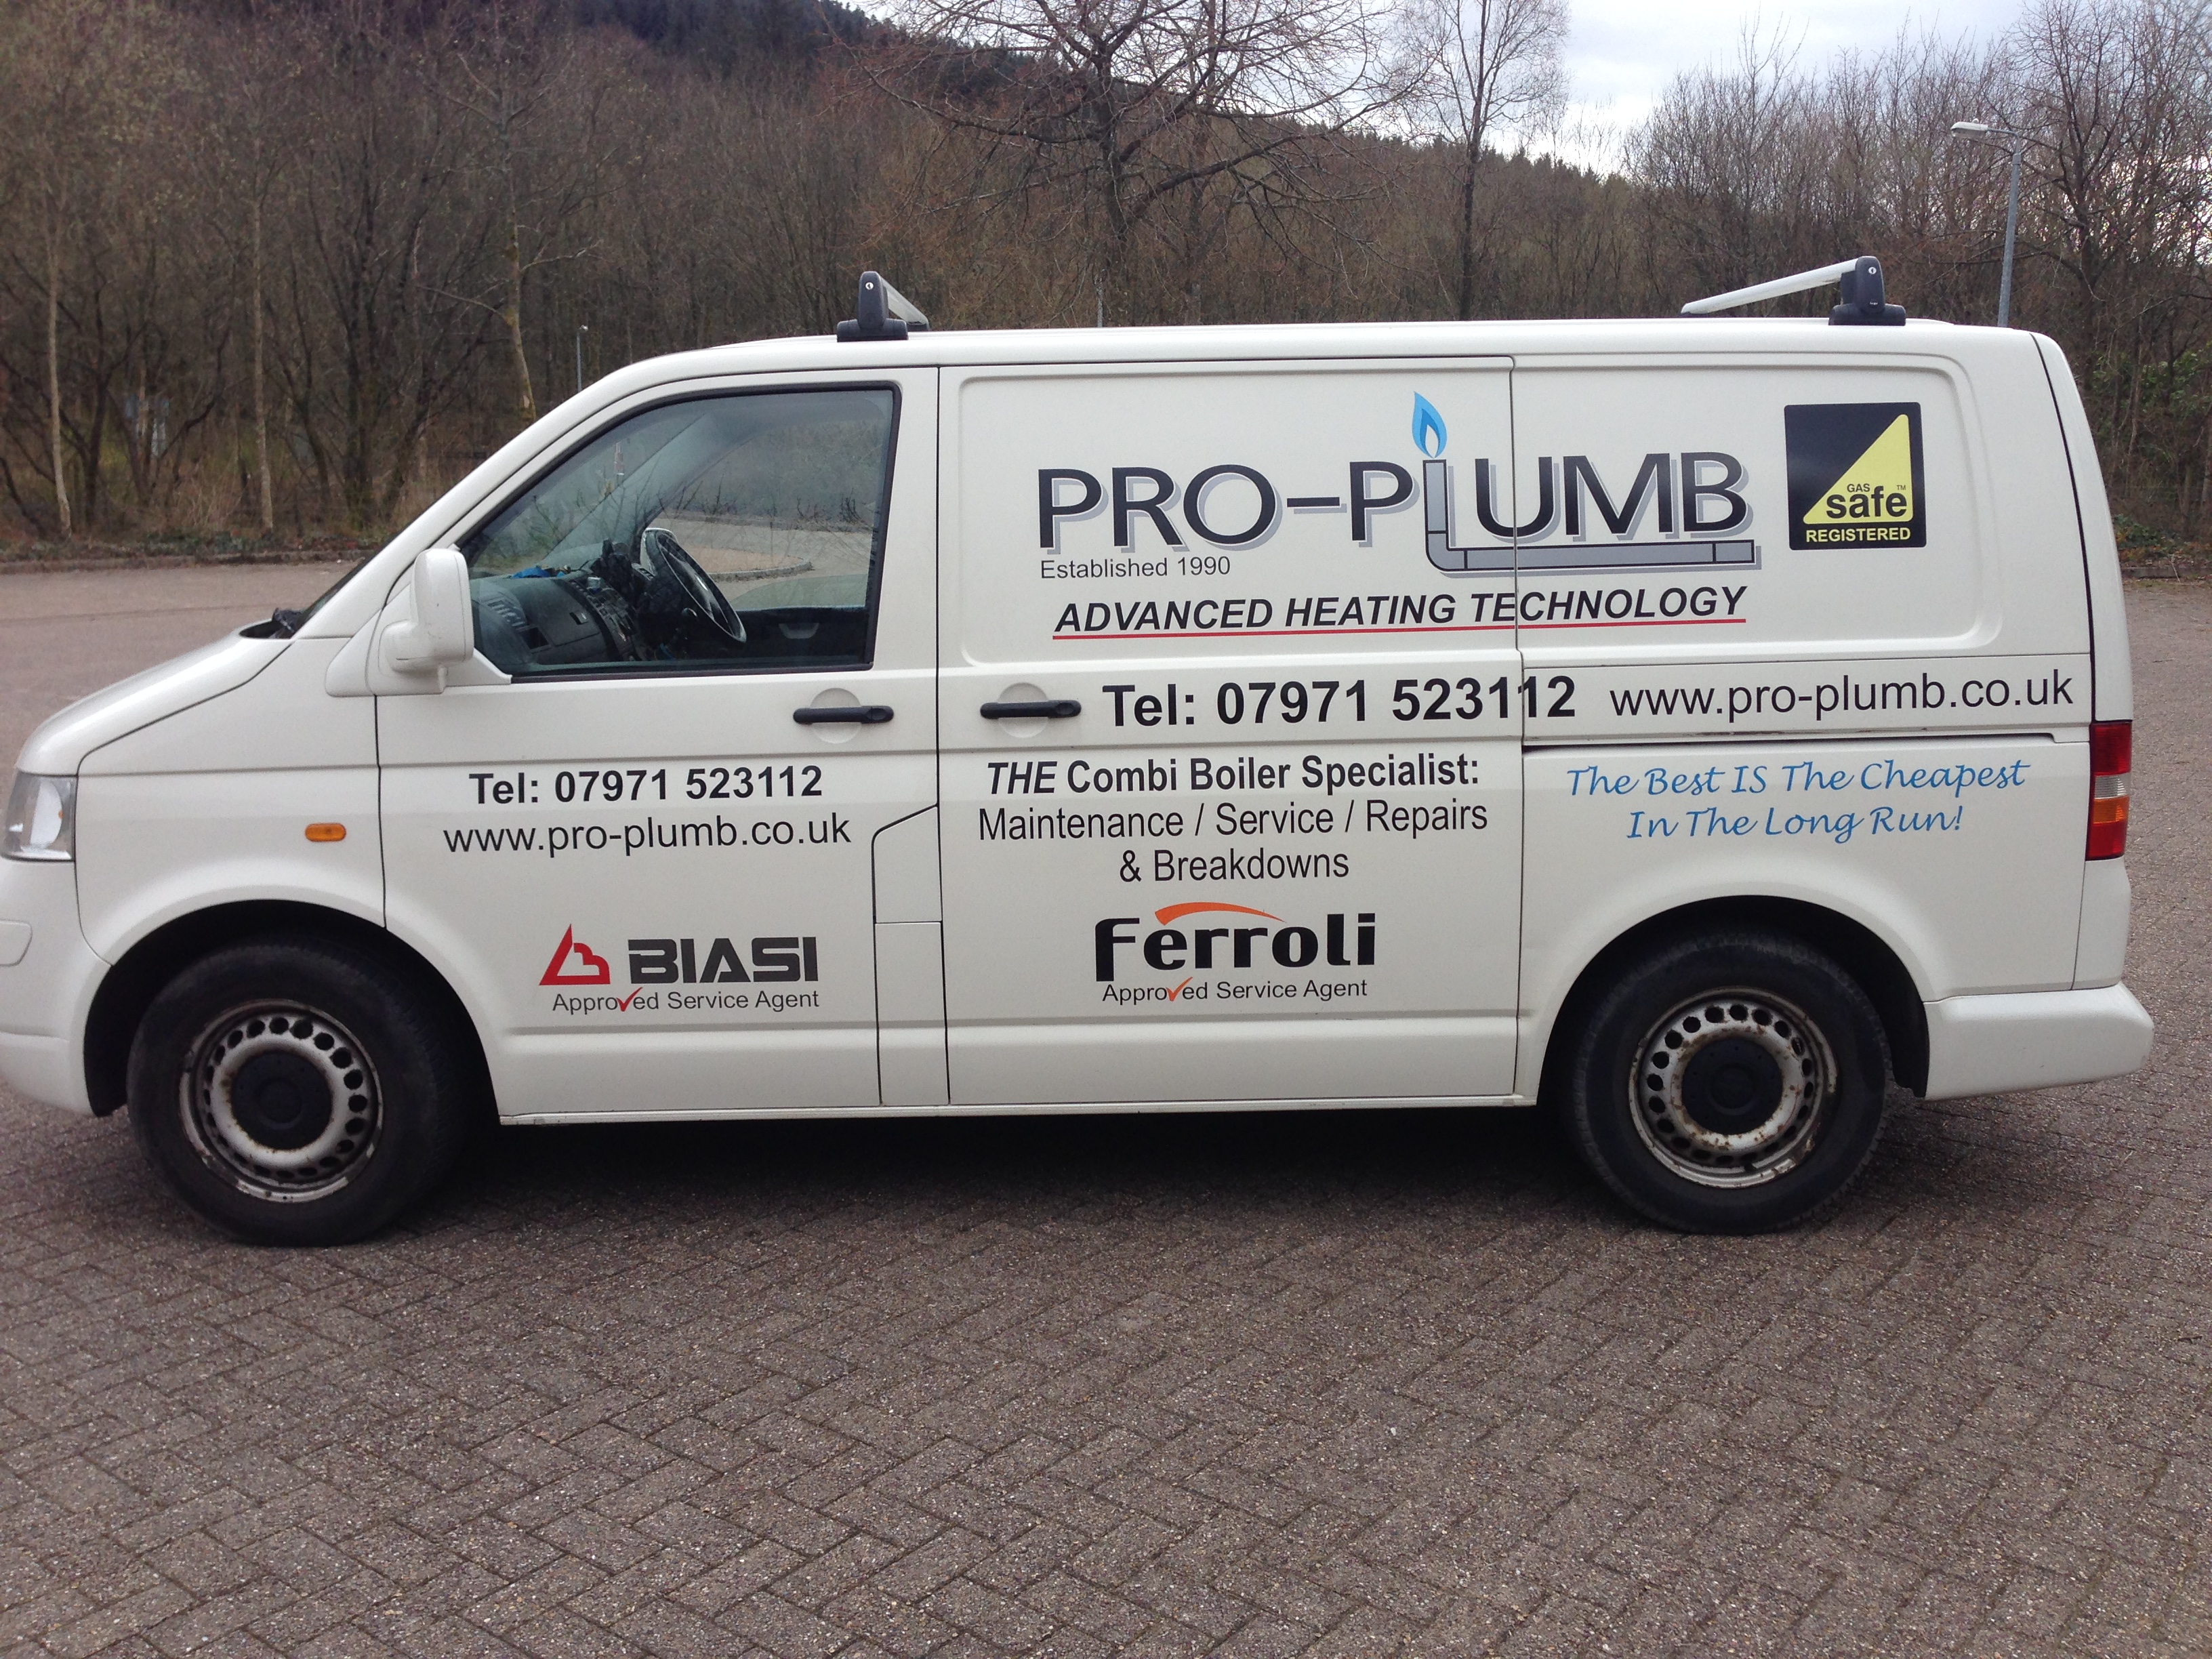 PRO-PLUMB
Established 1990
ADVANCED HEATING TECHNOLOGY
GAS
safe™
REGISTERED
Tel: 07971 523112 www.pro-plumb.co.uk
Tel: 07971 523112
www.pro-plumb.co.uk
THE Combi Boiler Specialist:
Maintenance / Service / Repairs
& Breakdowns
The Best IS The Cheapest
In The Long Run!
BIASI
Approved Service Agent
Ferroli
Approved Service Agent